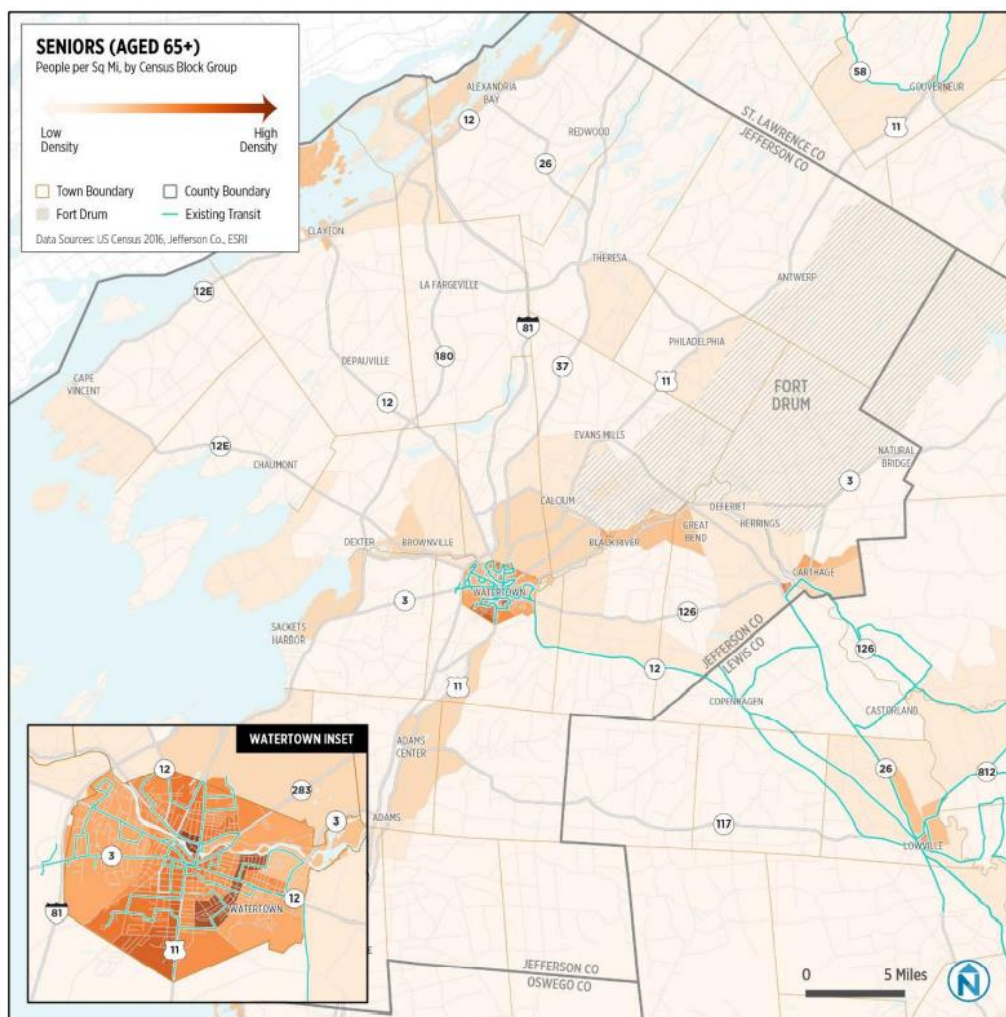 SENIORS (AGED 65+)
People per Sq Mi, by Census Block Group
Low
Density
High
Density
Town Boundary
County Boundary
Fort Drum
Existing Transit
Data Sources: US Census 2016, Jefferson Co., ESRI
58
GOUVERNEUR
ALEXANDRIA
BAY
12
REDWOOD
11
ST. LAWRENCE CO
JEFFERSON CO
26
CLAYTON
THERESA
ANTWERP
LA FARGEVILLE
12E
81
PHILADELPHIA
DEPAUVILLE
180
37
CAPE
VINCENT
11
FORT
DRUM
12
12E
EVANS MILLS
NATURAL
BRIDGE
CHAUMONT
3
CALCIUM
DEFERIET
GREAT
BEND
HERRINGS
DEXTER
BROWNVILLE
BLACK RIVER
CARTHAGE
WATERTOWN
3
126
SACKETS
HARBOR
JEFFERSON CO
LEWIS CO
126
12
11
COPENHAGEN
CASTORLAND
ADAMS
CENTER
26
812
117
ADAMS
LOWVILLE
WATERTOWN INSET
12
283
3
3
12
WATERTOWN
81
11
E
JEFFERSON CO
OSWEGO CO
0
5 Miles
N